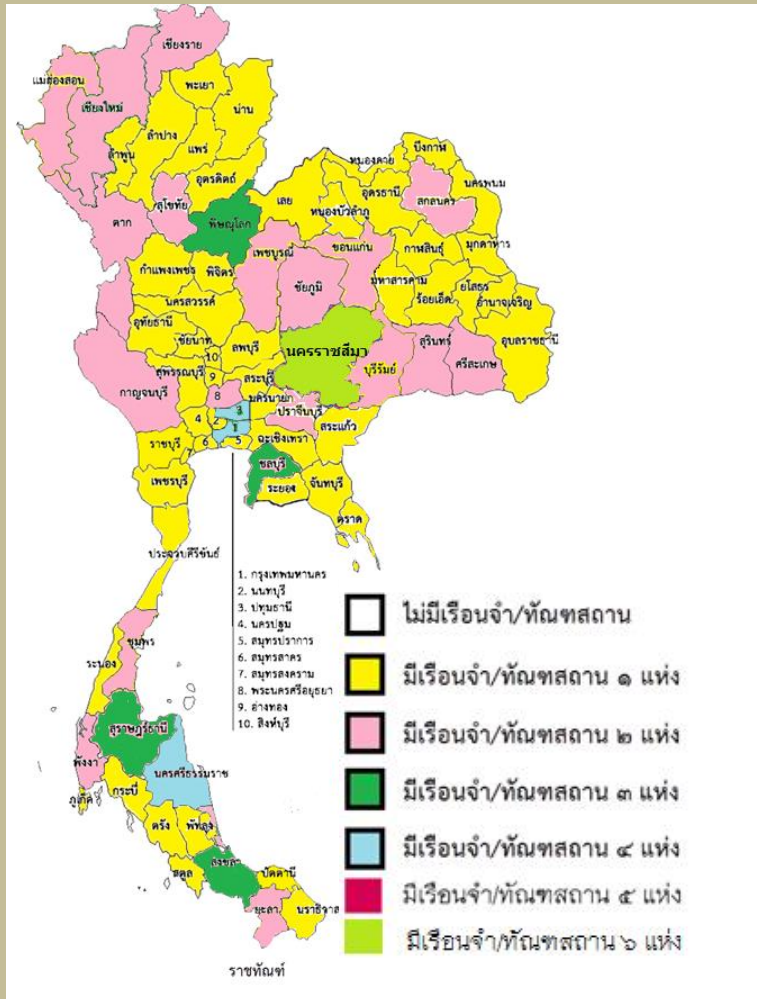 เชียงราย
แม่ฮ่องสอน
พะเยา
เชียงใหม่
น่าน
ลำปาง
แพร่
ลำพูน
อุตรดิตถ์
สุโขทัย
ตาก
พิษณุโลก
เลย
หนองคาย
บึงกาฬ
หนองบัวลำภู
อุดรธานี
สกลนคร
นครพนม
เพชรบูรณ์
ขอนแก่น
กาฬสินธุ์
มุกดาหาร
กำแพงเพชร
พิจิตร
ชัยภูมิ
มหาสารคาม
ร้อยเอ็ด
ยโสธร
อำนาจเจริญ
นครสวรรค์
อุทัยธานี
ชัยนาท
ลพบุรี
นครราชสีมา
สุรินทร์
อุบลราชธานี
10
9
สุพรรณบุรี
สระบุรี
บุรีรัมย์
ศรีสะเกษ
กาญจนบุรี
8
นครนายก
ปราจีนบุรี
3
4
2
1
สระแก้ว
ราชบุรี
6
5
7
ฉะเชิงเทรา
ชลบุรี
เพชรบุรี
ระยอง
จันทบุรี
ตราด
ประจวบคีรีขันธ์
ชุมพร
ระนอง
สุราษฎร์ธานี
พังงา
นครศรีธรรมราช
ภูเก็ต
กระบี่
ตรัง
พัทลุง
สตูล
สงขลา
ปัตตานี
ยะลา
นราธิวาส
1. กรุงเทพมหานคร
2. นนทบุรี
3. ปทุมธานี
4. นครปฐม
5. สมุทรปราการ
6. สมุทรสาคร
7. สมุทรสงคราม
8. พระนครศรีอยุธยา
9. อ่างทอง
10. สิงห์บุรี
ไม่มีเรือนจำ/ทัณฑสถาน
มีเรือนจำ/ทัณฑสถาน ๑ แห่ง
มีเรือนจำ/ทัณฑสถาน ๒ แห่ง
มีเรือนจำ/ทัณฑสถาน ๓ แห่ง
มีเรือนจำ/ทัณฑสถาน ๔ แห่ง
มีเรือนจำ/ทัณฑสถาน ๕ แห่ง
มีเรือนจำ/ทัณฑสถาน ๖ แห่ง
ราชทัณฑ์